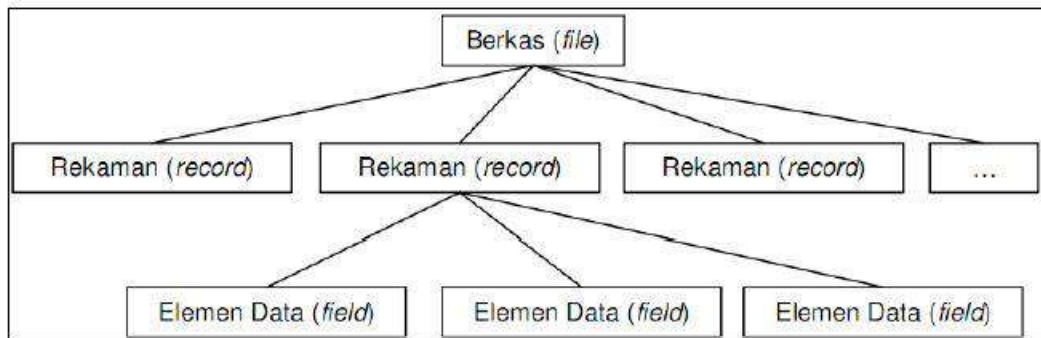 Berkas (file)
Rekaman (record) Rekaman (record) Rekaman (record) ...
Elemen Data (field) Elemen Data (field) Elemen Data (field)